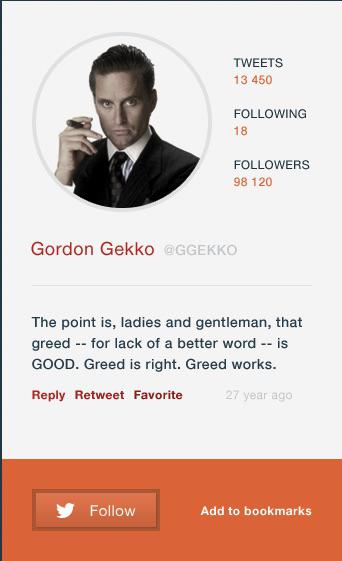 TWEETS
13 450
FOLLOWING
18
FOLLOWERS
98 120
Gordon Gekko @GGEKKO
The point is, ladies and gentleman, that
greed -- for lack of a better word -- is
GOOD. Greed is right. Greed works.
Reply Retweet Favorite 27 year ago
Follow Add to bookmarks